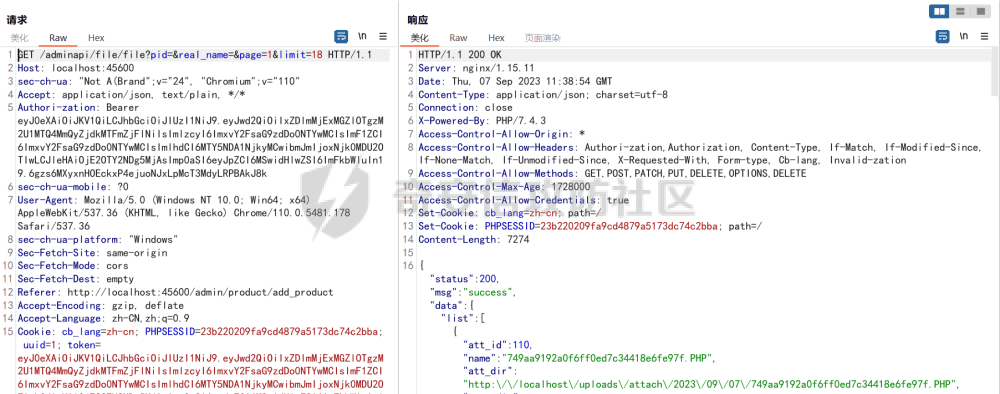 请求
美化
Raw
Hex
\n
1 GET /adminapi/file/file?pid=&real_name=&page=1&limit=18 HTTP/1.1
2 Host: localhost:45600
3 sec-ch-ua: "Not A(Brand";v="24", "Chromium";v="110"
4 Accept: application/json, text/plain, */*
5 Authori-zation: Bearer
6 sec-ch-ua-mobile: ?0
7 User-Agent: Mozilla/5.0 (Windows NT 10.0; Win64; x64)
AppleWebKit/537.36 (KHTML, like Gecko) Chrome/110.0.5481.178
Safari/537.36
8 sec-ch-ua-platform: "Windows"
9 Sec-Fetch-Site: same-origin
10 Sec-Fetch-Mode: cors
11 Sec-Fetch-Dest: empty
12 Referer: http://localhost:45600/admin/product/add_product
13 Accept-Encoding: gzip, deflate
14 Accept-Language: zh-CN,zh;q=0.9
15 Cookie: cb_lang=zh-cn; PHPSESSID=23b220209fa9cd4879a5173dc74c2bba;
uuid=1; token=
响应
美化
Raw
Hex
页面渲染
\n
1 HTTP/1.1 200 OK
2 Server: nginx/1.15.11
3 Date: Thu, 07 Sep 2023 11:38:54 GMT
4 Content-Type: application/json; charset=utf-8
5 Connection: close
6 X-Powered-By: PHP/7.4.3
7 Access-Control-Allow-Origin: *
8 Access-Control-Allow-Headers: Authori-zation,Authorization, Content-Type, If-Match, If-Modified-Since,
If-None-Match, If-Unmodified-Since, X-Requested-With, Form-type, Cb-lang, Invalid-zation
9 Access-Control-Allow-Methods: GET,POST,PATCH,PUT,DELETE,OPTIONS,DELETE
10 Access-Control-Max-Age: 1728000
11 Access-Control-Allow-Credentials: true
12 Set-Cookie: cb_lang=zh-cn; path=/
13 Set-Cookie: PHPSESSID=23b220209fa9cd4879a5173dc74c2bba; path=/
14 Content-Length: 7274
15
16 {
"status":200,
"msg":"success",
"data":{
"list":[
{
"att_id":110,
"name":"749aa9192a0f6ff0ed7c34418e6fe97f.PHP",
"att_dir":
"http:\/\/localhost\/uploads\/attach\/2023\/09\/07\/749aa9192a0f6ff0ed7c34418e6fe97f.PHP",
奇安信攻防社区